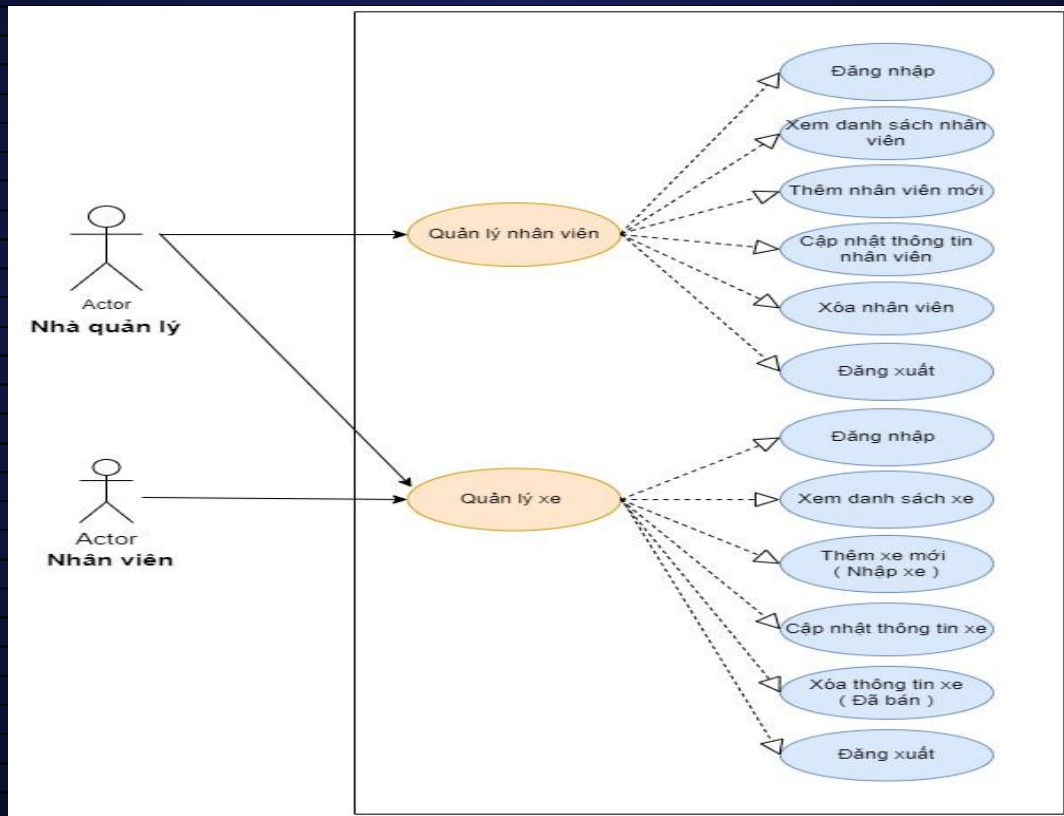 Đăng nhập
Xem danh sách nhân
viên
Thêm nhân viên mới
Quản lý nhân viên
Cập nhật thông tin
nhân viên
Actor
Nhà quản lý
Xóa nhân viên
Đăng xuất
Đăng nhập
Quản lý xe
Xem danh sách xe
Actor
Nhân viên
Thêm xe mới
( Nhập xe )
Cập nhật thông tin xe
Xóa thông tin xe
( Đã bán )
Đăng xuất